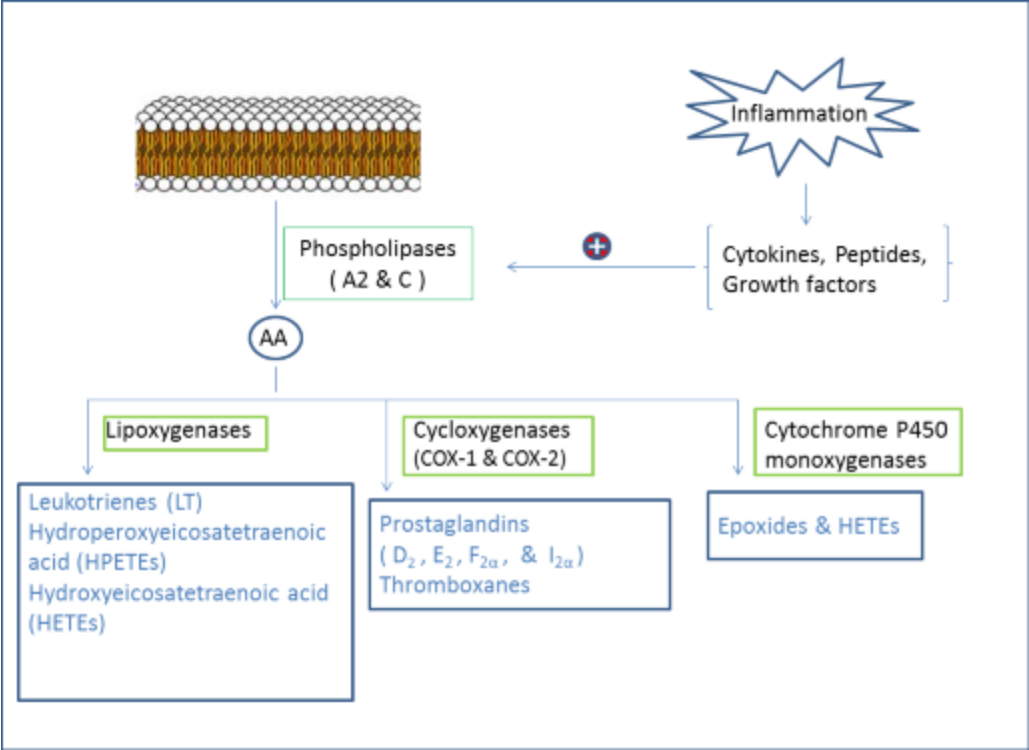 Inflammation
Phospholipases
( A2 & C )
Cytokines, Peptides,
Growth factors
AA
Lipoxygenases
Cycloxygenases
(COX-1 & COX-2)
Cytochrome P450
monoxygenases
Leukotrienes (LT)
Hydroperoxyeicosatetraenoic
acid (HPETEs)
Hydroxyeicosatetraenoic acid
(HETEs)
Prostaglandins
( D₂ , E₂ , F₂α , & I₂α )
Thromboxanes
Epoxides & HETEs